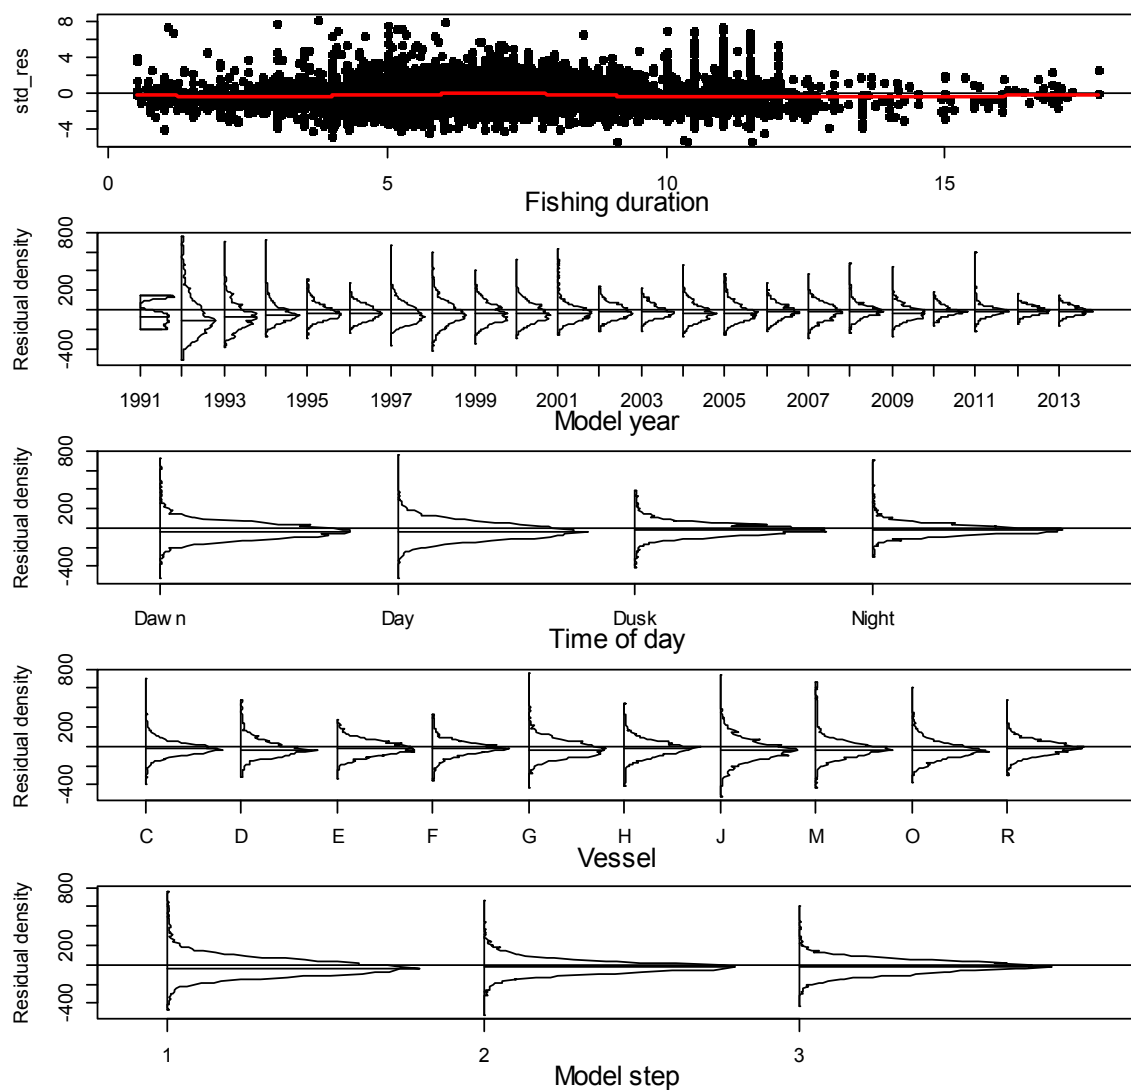 std_res
8
4
0
-4
0 5 10 15
Fishing duration
Residual density
800
200
-400
1991 1993 1995 1997 1999 2001 2003 2005 2007 2009 2011 2013
Model year
Residual density
800
200
-400
Dawn Day Dusk Night
Time of day
Residual density
800
200
-400
C D E F G H J M O R
Vessel
Residual density
800
200
-400
1 2 3
Model step